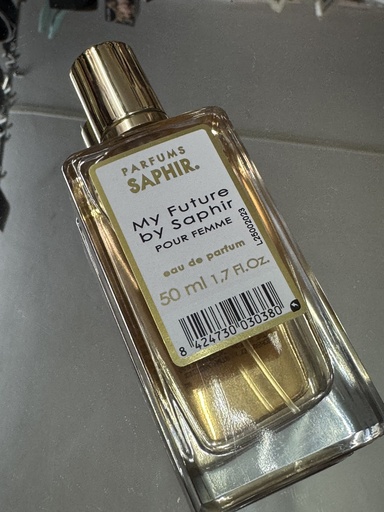 PARFUMS
SAPHIR.
My Future
by Saphir
POUR FEMME
eau de parfum
50 ml 1,7 Fl.Oz.
L25002023
8 424730 030380